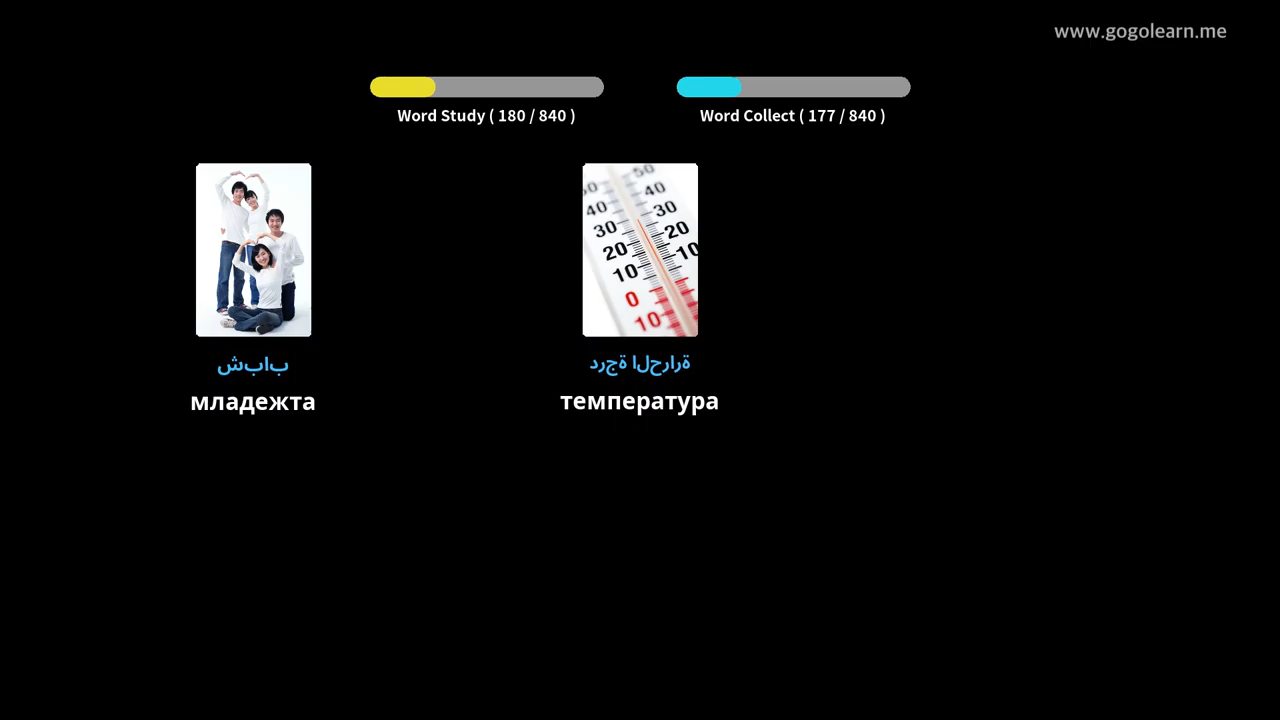 www.gogolearn.me
Word Study ( 180 / 840 )
Word Collect ( 177 / 840 )
شباب
младежта
درجة الحرارة
температура